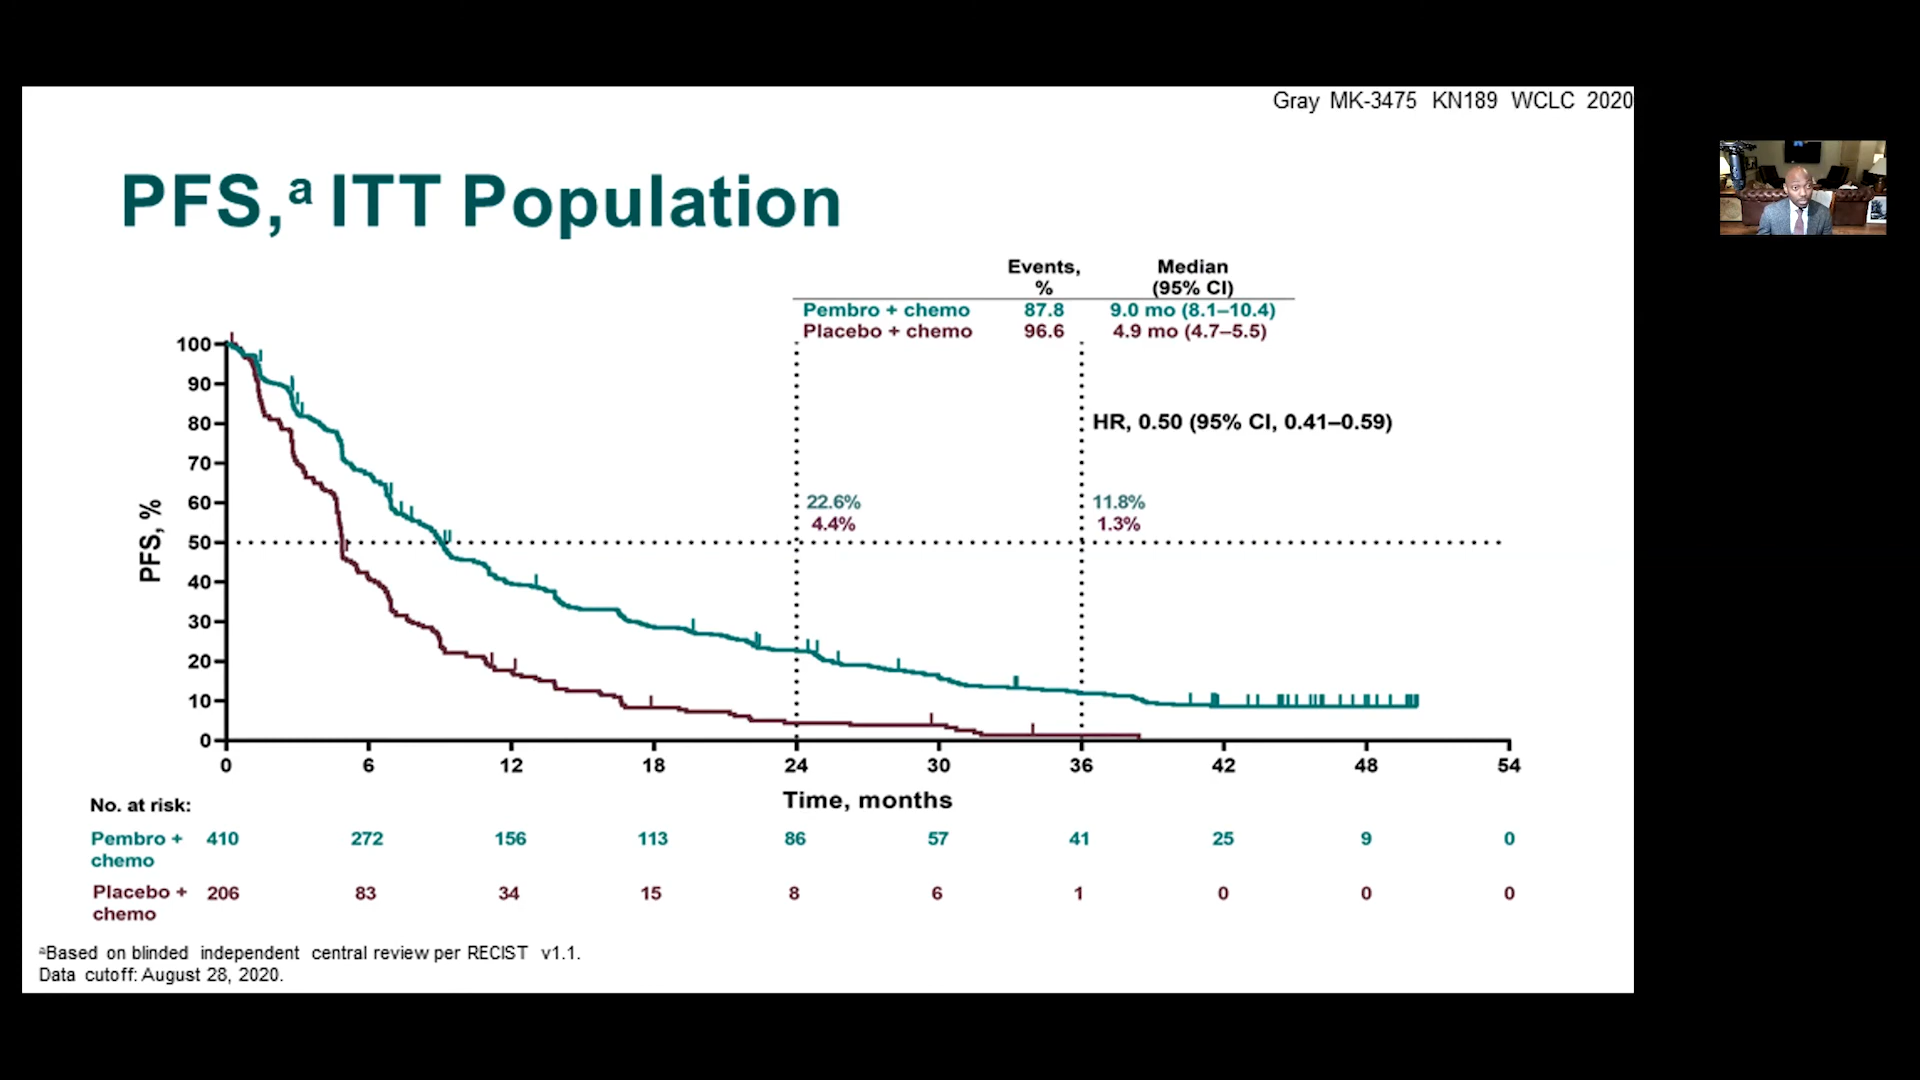 Gray MK-3475 KN189 WCLC 2020
PFS,a ITT Population
Events, % Median (95% CI)
Pembro + chemo 87.8 9.0 mo (8.1–10.4)
Placebo + chemo 96.6 4.9 mo (4.7–5.5)
HR, 0.50 (95% CI, 0.41–0.59)
22.6% 11.8%
4.4% 1.3%
PFS, %
100
90
80
70
60
50
40
30
20
10
0
0 6 12 18 24 30 36 42 48 54
Time, months
No. at risk:
Pembro + chemo 410 272 156 113 86 57 41 25 9 0
Placebo + chemo 206 83 34 15 8 6 1 0 0 0
aBased on blinded independent central review per RECIST v1.1.
Data cutoff: August 28, 2020.